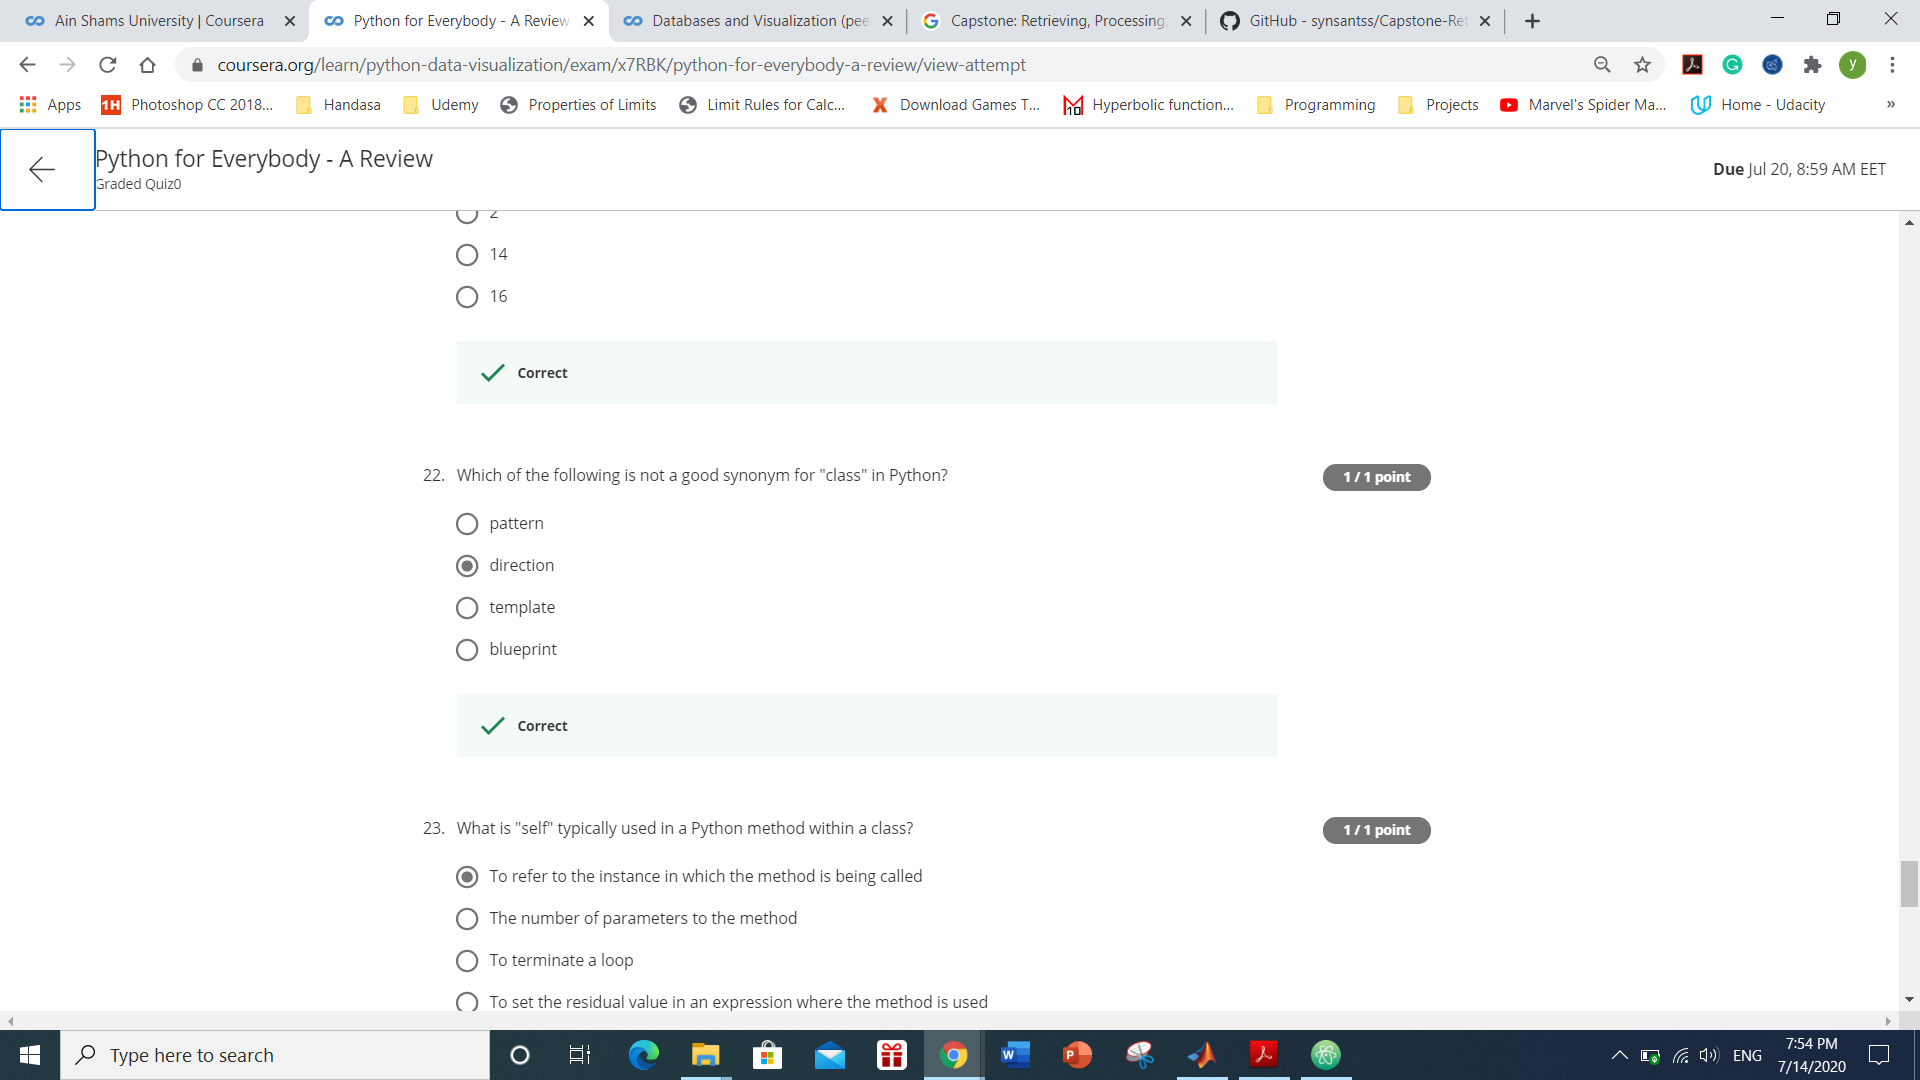 Ain Shams University | Coursera
Python for Everybody - A Review
Databases and Visualization (pee
Capstone: Retrieving, Processing,
GitHub - synsantss/Capstone-Ret
coursera.org/learn/python-data-visualization/exam/x7RBK/python-for-everybody-a-review/view-attempt
y
Apps
1H Photoshop CC 2018...
Handasa
Udemy
Properties of Limits
Limit Rules for Calc...
Download Games T...
Hyperbolic function...
Programming
Projects
Marvel's Spider Ma...
Home - Udacity
»
Python for Everybody - A Review
Graded Quiz0
Due Jul 20, 8:59 AM EET
2
14
16
Correct
22. Which of the following is not a good synonym for "class" in Python?
1 / 1 point
pattern
direction
template
blueprint
Correct
23. What is "self" typically used in a Python method within a class?
1 / 1 point
To refer to the instance in which the method is being called
The number of parameters to the method
To terminate a loop
To set the residual value in an expression where the method is used
Type here to search
ENG
7:54 PM
7/14/2020